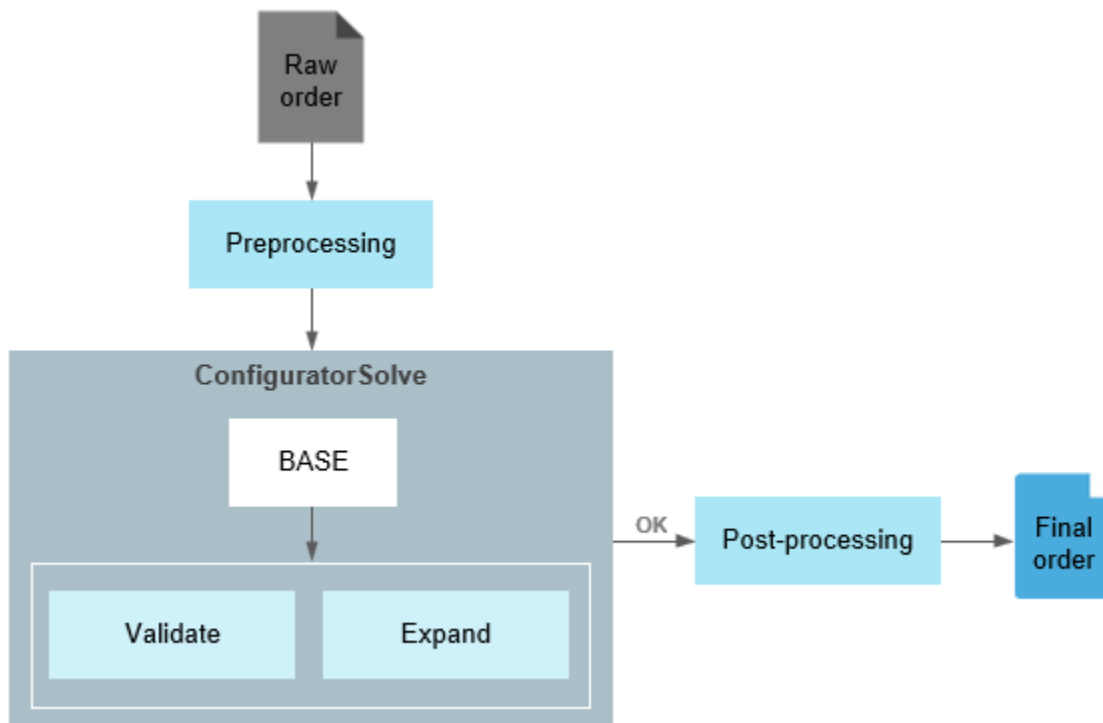 Raw
order
Preprocessing
ConfiguratorSolve
BASE
Validate
Expand
OK
Post-processing
Final
order